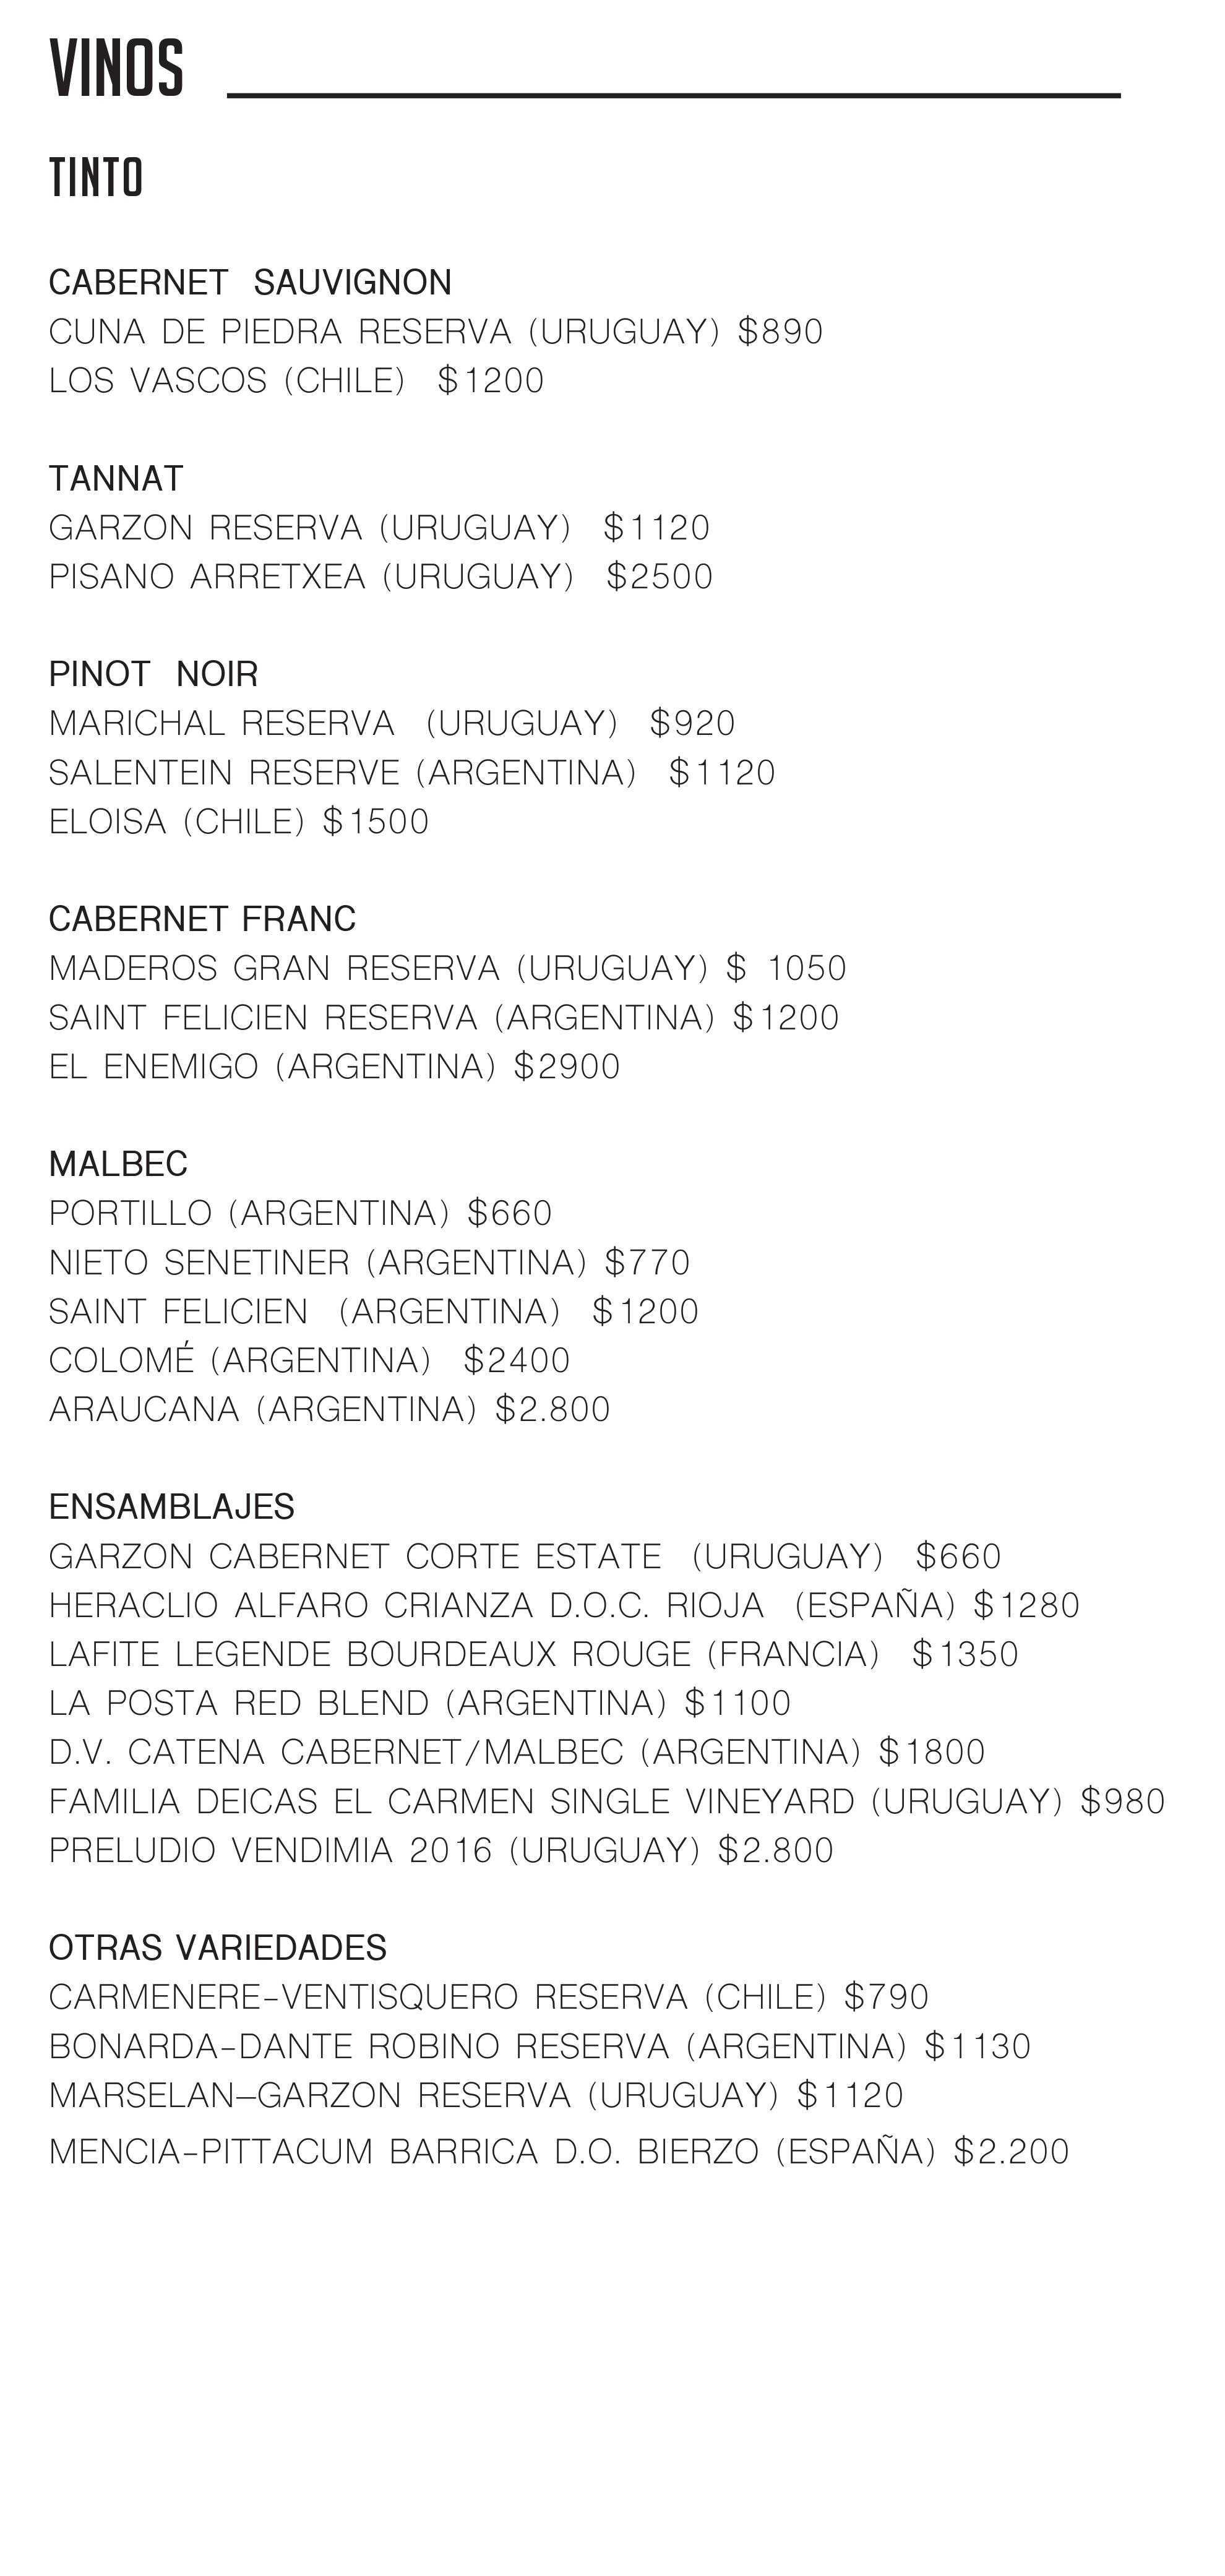 VINOS
TINTO
CABERNET SAUVIGNON
CUNA DE PIEDRA RESERVA (URUGUAY) $890
LOS VASCOS (CHILE) $1200
TANNAT
GARZON RESERVA (URUGUAY) $1120
PISANO ARRETXEA (URUGUAY) $2500
PINOT NOIR
MARICHAL RESERVA (URUGUAY) $920
SALENTEIN RESERVE (ARGENTINA) $1120
ELOISA (CHILE) $1500
CABERNET FRANC
MADEROS GRAN RESERVA (URUGUAY) $ 1050
SAINT FELICIEN RESERVA (ARGENTINA) $1200
EL ENEMIGO (ARGENTINA) $2900
MALBEC
PORTILLO (ARGENTINA) $660
NIETO SENETINER (ARGENTINA) $770
SAINT FELICIEN (ARGENTINA) $1200
COLOMÉ (ARGENTINA) $2400
ARAUCANA (ARGENTINA) $2.800
ENSAMBLAJES
GARZON CABERNET CORTE ESTATE (URUGUAY) $660
HERACLIO ALFARO CRIANZA D.O.C. RIOJA (ESPAÑA) $1280
LAFITE LEGENDE BOURDEAUX ROUGE (FRANCIA) $1350
LA POSTA RED BLEND (ARGENTINA) $1100
D.V. CATENA CABERNET/MALBEC (ARGENTINA) $1800
FAMILIA DEICAS EL CARMEN SINGLE VINEYARD (URUGUAY) $980
PRELUDIO VENDIMIA 2016 (URUGUAY) $2.800
OTRAS VARIEDADES
CARMENERE-VENTISQUERO RESERVA (CHILE) $790
BONARDA-DANTE ROBINO RESERVA (ARGENTINA) $1130
MARSELAN–GARZON RESERVA (URUGUAY) $1120
MENCIA-PITTACUM BARRICA D.O. BIERZO (ESPAÑA) $2.200